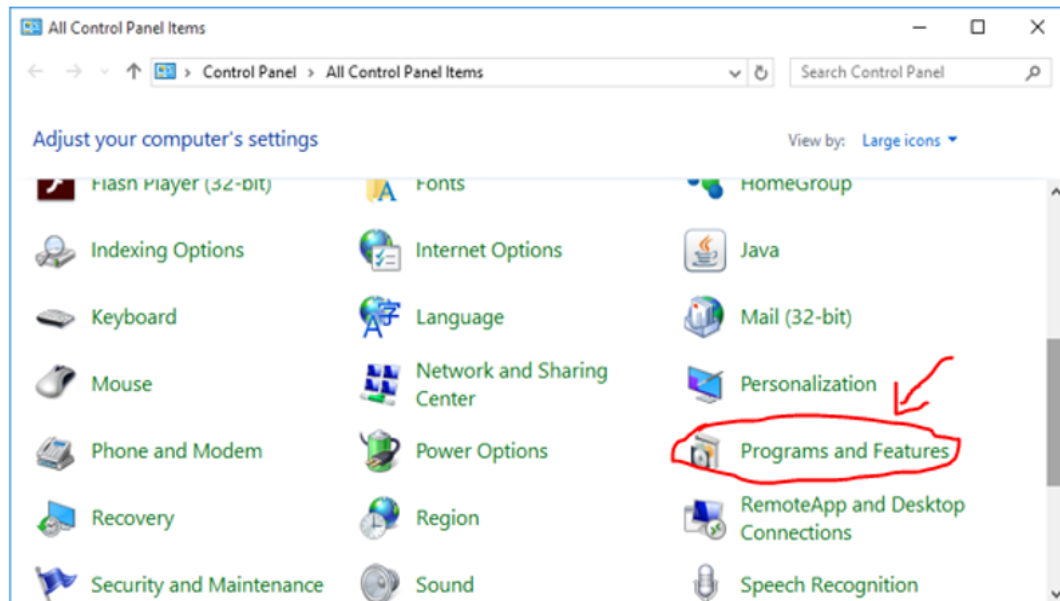 All Control Panel Items
Control Panel > All Control Panel Items
Search Control Panel
Adjust your computer's settings
View by: Large icons
Flash Player (32-bit)
Fonts
HomeGroup
Indexing Options
Internet Options
Java
Keyboard
Language
Mail (32-bit)
Mouse
Network and Sharing
Center
Personalization
Phone and Modem
Power Options
Programs and Features
Recovery
Region
RemoteApp and Desktop
Connections
Security and Maintenance
Sound
Speech Recognition